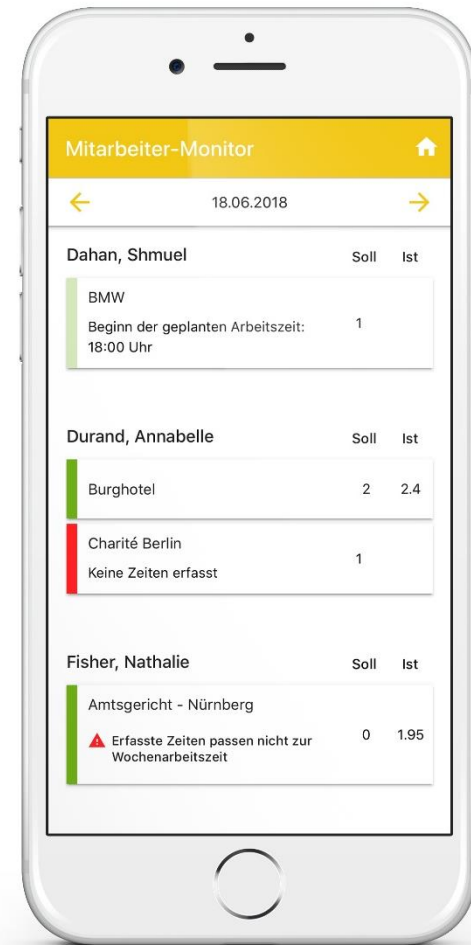 Mitarbeiter-Monitor
18.06.2018
Dahan, Shmuel Soll Ist
BMW
Beginn der geplanten Arbeitszeit: 1
18:00 Uhr
Durand, Annabelle Soll Ist
Burghotel 2 2.4
Charité Berlin
Keine Zeiten erfasst 1
Fisher, Nathalie Soll Ist
Amtsgericht - Nürnberg
Erfasste Zeiten passen nicht zur 0 1.95
Wochenarbeitszeit